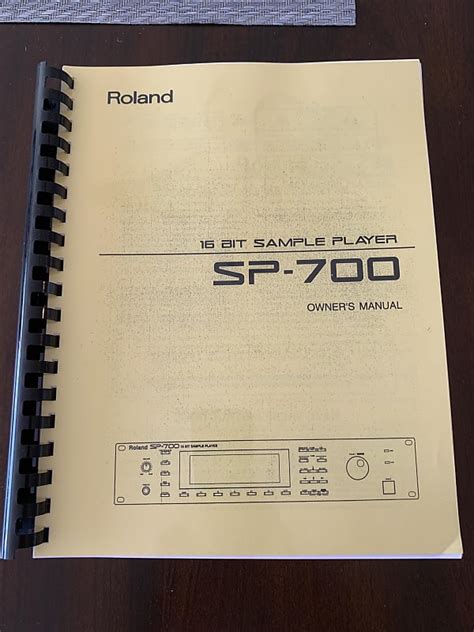 Roland
16 BIT SAMPLE PLAYER
SP-700
OWNER'S MANUAL
Roland SP-700 16 BIT SAMPLE PLAYER